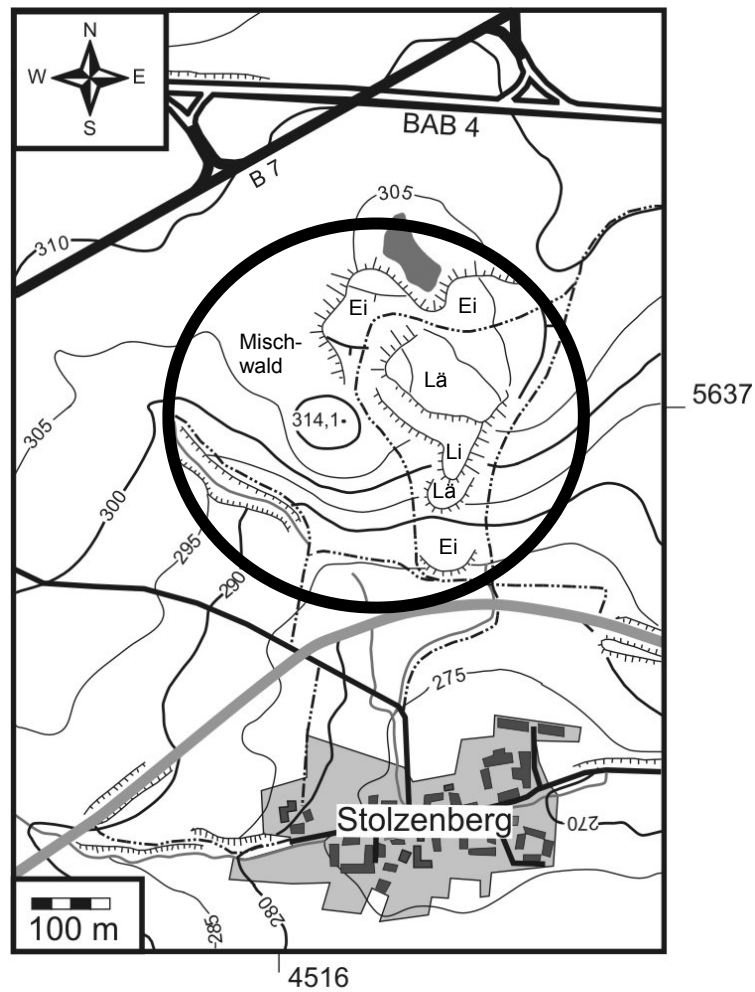 N
W E
S
BAB 4
B 7
305
310
Ei
Ei
Misch-
wald
Lä
5637
314,1
305
Li
Lä
300
Ei
295
290
275
Stolzenberg
270
280
285
100 m
4516